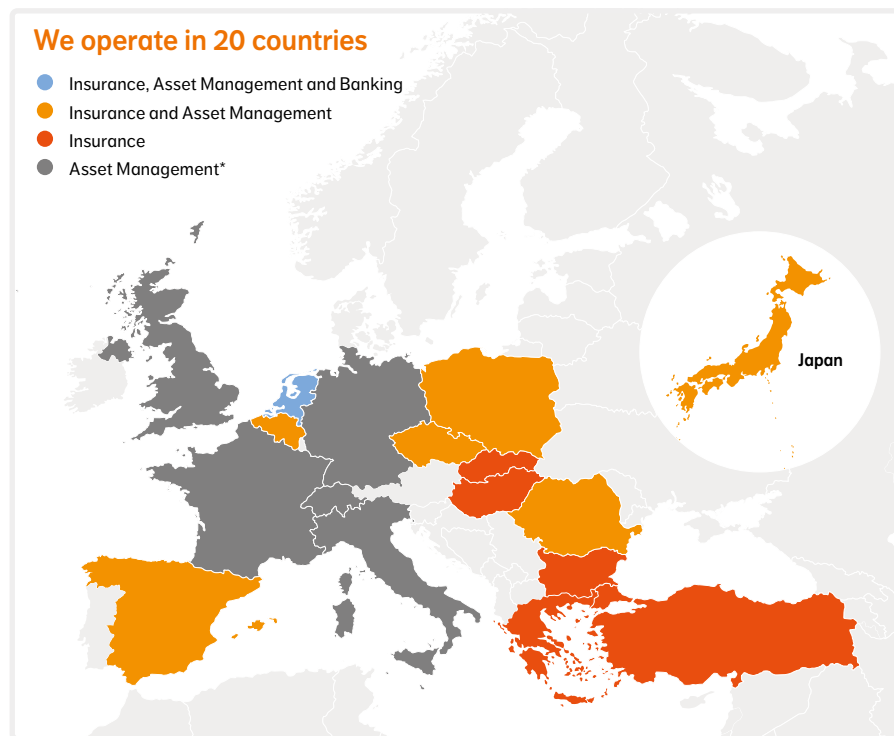 We operate in 20 countries
Insurance, Asset Management and Banking
Insurance and Asset Management
Insurance
Asset Management*
Japan